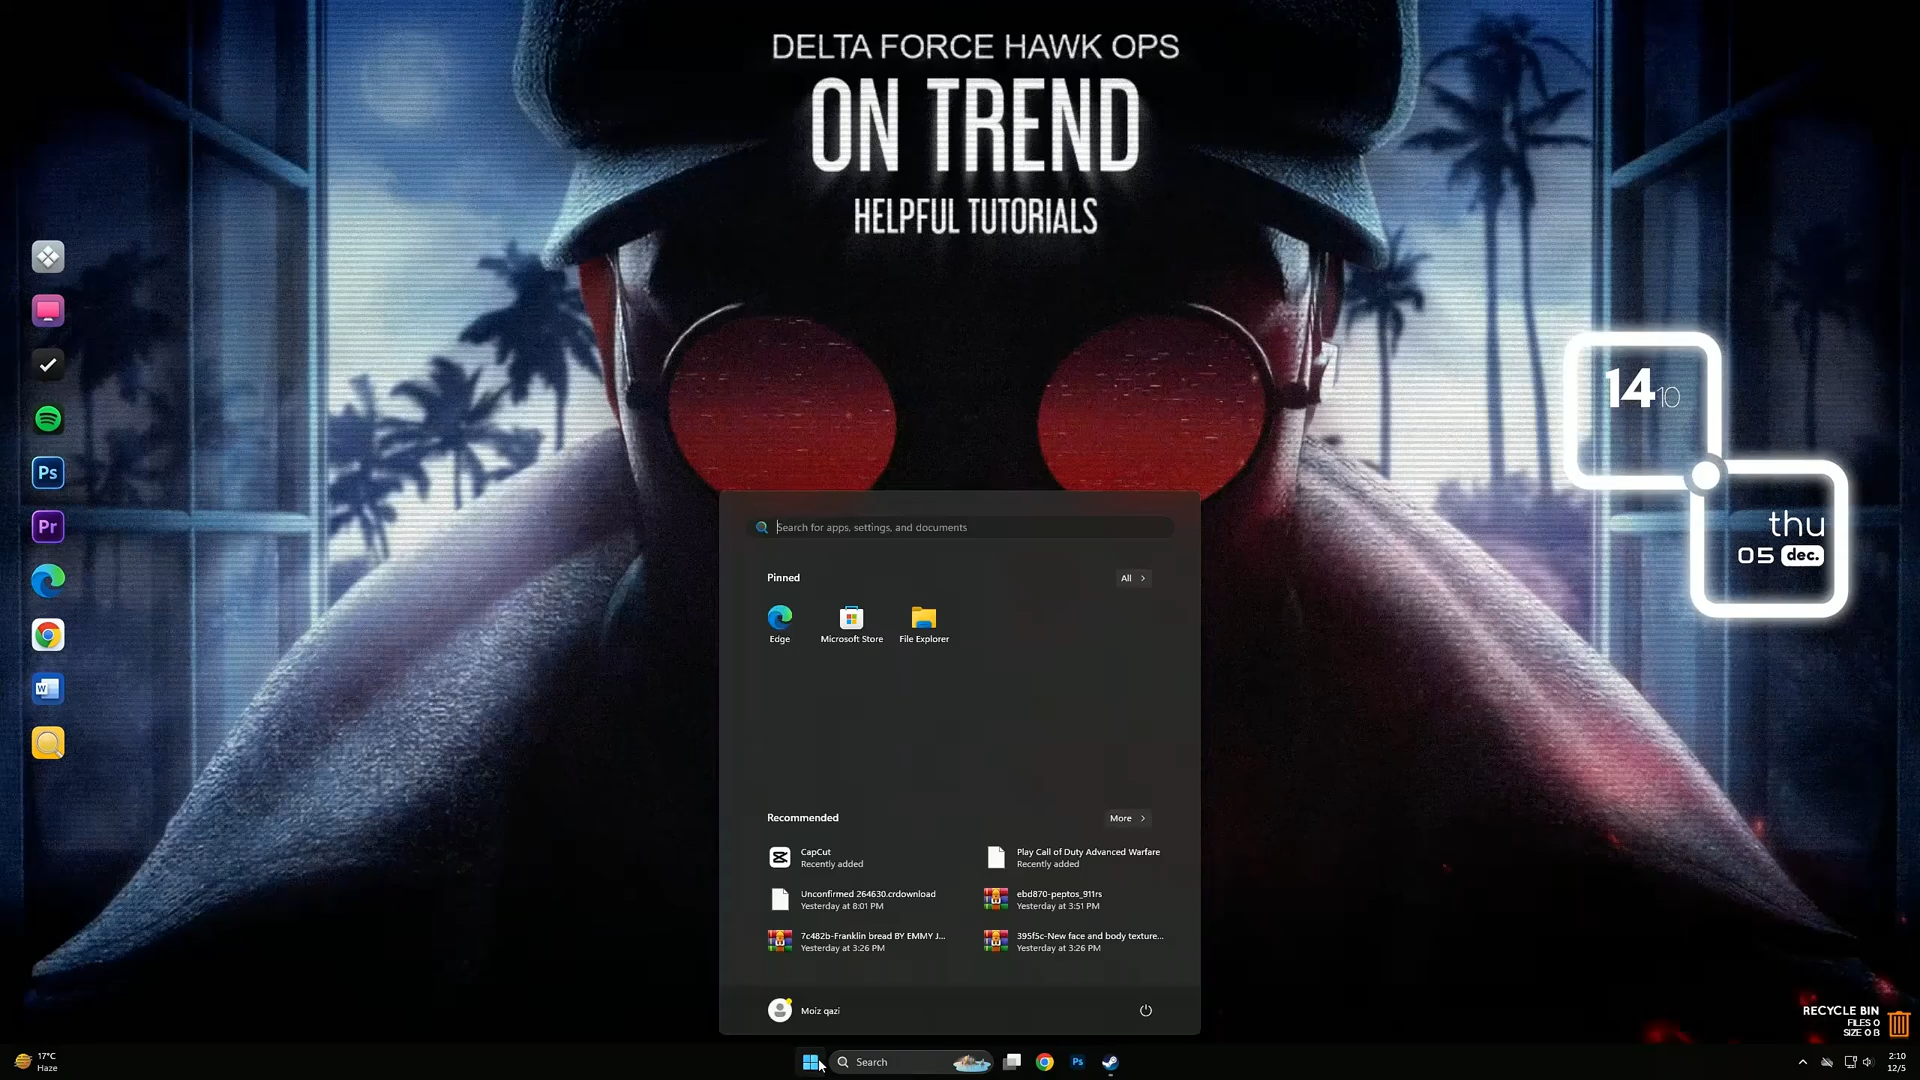 DELTA FORCE HAWK OPS
ON TREND
HELPFUL TUTORIALS
Ps
Pr
W
14 10
thu
05 dec.
Search for apps, settings, and documents
Pinned
All
Edge
Microsoft Store
File Explorer
Recommended
More
CapCut
Recently added
Play Call of Duty Advanced Warfare
Recently added
Unconfirmed 264630.crdownload
Yesterday at 8:01 PM
ebd870-peptos_911rs
Yesterday at 3:51 PM
7c482b-Franklin bread BY EMMY J...
Yesterday at 3:26 PM
395f5c-New face and body texture...
Yesterday at 3:26 PM
Moiz qazi
RECYCLE BIN
FILES 0
SIZE 0 B
17°C
Haze
Search
Ps
2:10
12/5